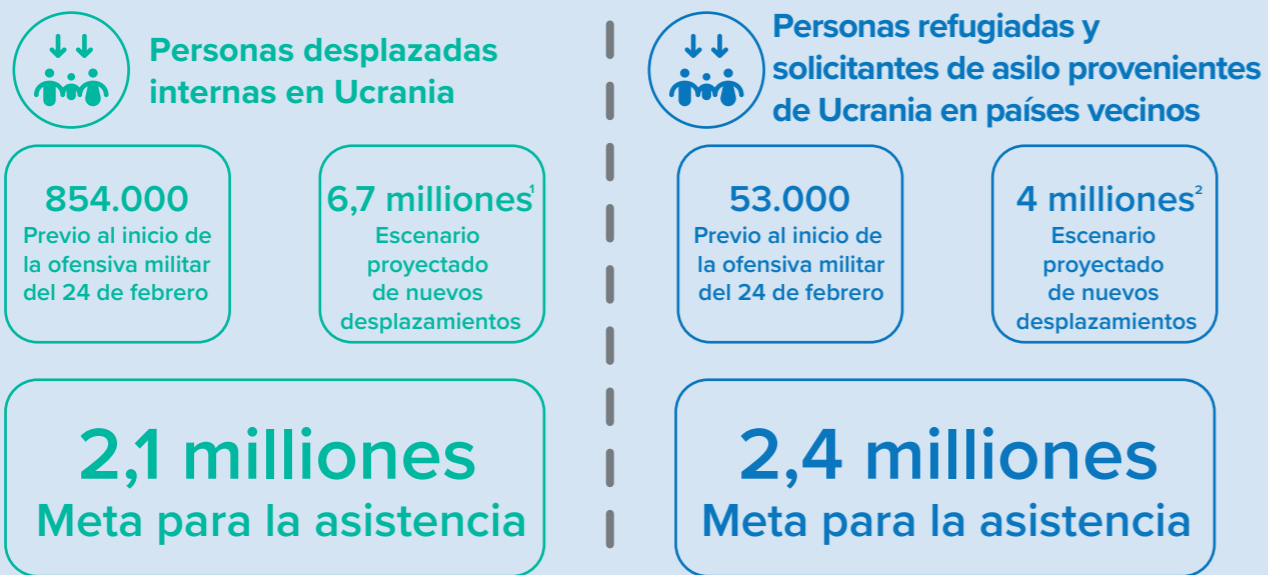 Personas desplazadas
internas en Ucrania
854.000
Previo al inicio de
la ofensiva militar
del 24 de febrero
6,7 milliones¹
Escenario
proyectado
de nuevos
desplazamientos
2,1 milliones
Meta para la asistencia
Personas refugiadas y
solicitantes de asilo provenientes
de Ucrania en países vecinos
53.000
Previo al inicio de
la ofensiva militar
del 24 de febrero
4 milliones²
Escenario
proyectado
de nuevos
desplazamientos
2,4 milliones
Meta para la asistencia